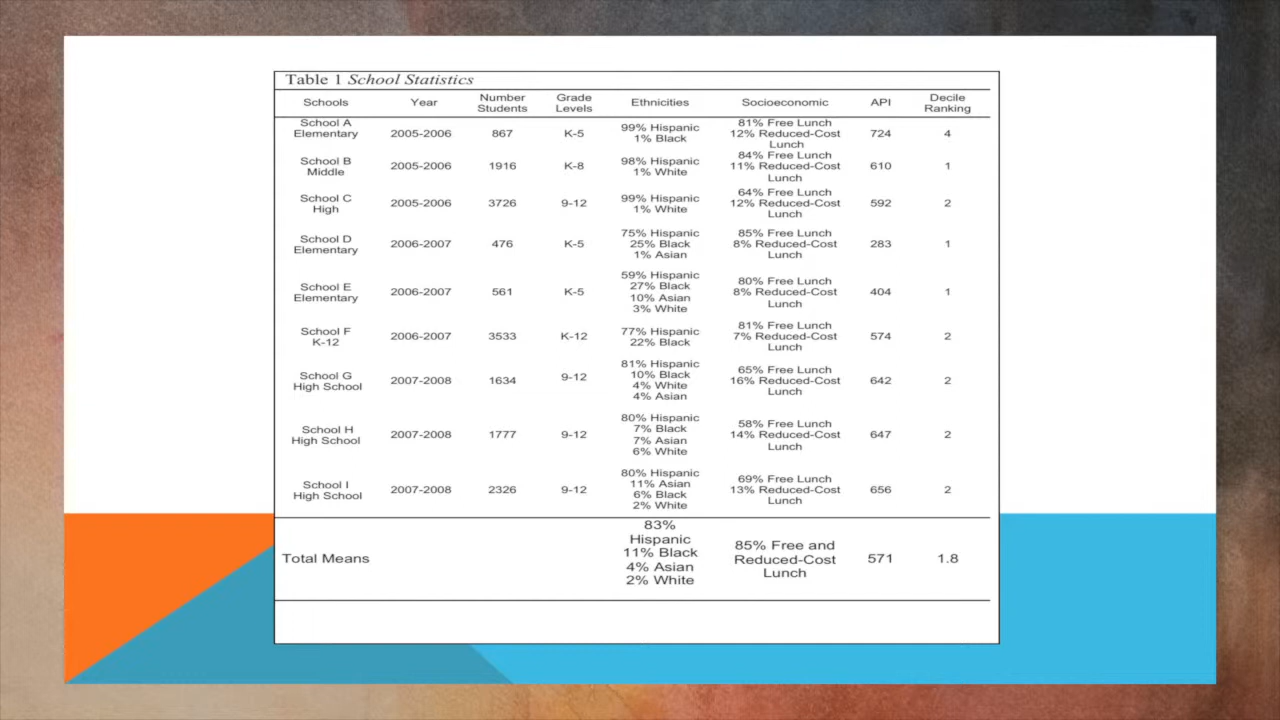 Table 1 School Statistics
Schools Year Number Students Grade Levels Ethnicities Socioeconomic API Decile Ranking
School A Elementary 2005-2006 867 K-5 99% Hispanic 1% Black 81% Free Lunch 12% Reduced-Cost Lunch 724 4
School B Middle 2005-2006 1916 K-8 98% Hispanic 1% White 84% Free Lunch 11% Reduced-Cost Lunch 610 1
School C High 2005-2006 3726 9-12 99% Hispanic 1% White 64% Free Lunch 12% Reduced-Cost Lunch 592 2
School D Elementary 2006-2007 476 K-5 75% Hispanic 25% Black 1% Asian 85% Free Lunch 8% Reduced-Cost Lunch 283 1
School E Elementary 2006-2007 561 K-5 59% Hispanic 27% Black 10% Asian 3% White 80% Free Lunch 8% Reduced-Cost Lunch 404 1
School F K-12 2006-2007 3533 K-12 77% Hispanic 22% Black 81% Free Lunch 7% Reduced-Cost Lunch 574 2
School G High School 2007-2008 1634 9-12 81% Hispanic 10% Black 4% White 4% Asian 65% Free Lunch 16% Reduced-Cost Lunch 642 2
School H High School 2007-2008 1777 9-12 80% Hispanic 7% Black 7% Asian 6% White 58% Free Lunch 14% Reduced-Cost Lunch 647 2
School I High School 2007-2008 2326 9-12 80% Hispanic 11% Asian 6% Black 2% White 69% Free Lunch 13% Reduced-Cost Lunch 656 2
Total Means 83% Hispanic 11% Black 4% Asian 2% White 85% Free and Reduced-Cost Lunch 571 1.8